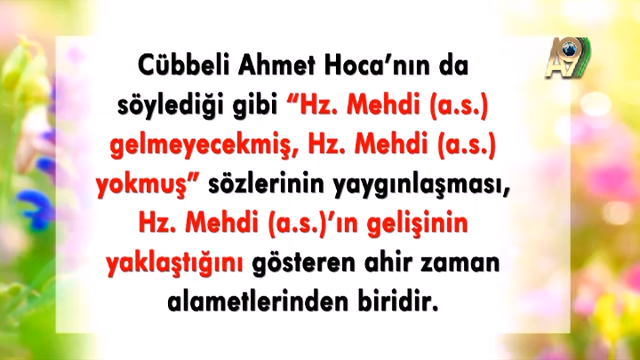 A9
Cübbeli Ahmet Hoca’nın da
söylediği gibi “Hz. Mehdi (a.s.)
gelmeyecekmiş, Hz. Mehdi (a.s.)
yokmuş” sözlerinin yaygınlaşması,
Hz. Mehdi (a.s.)’ın gelişinin
yaklaştığını gösteren ahir zaman
alametlerinden biridir.